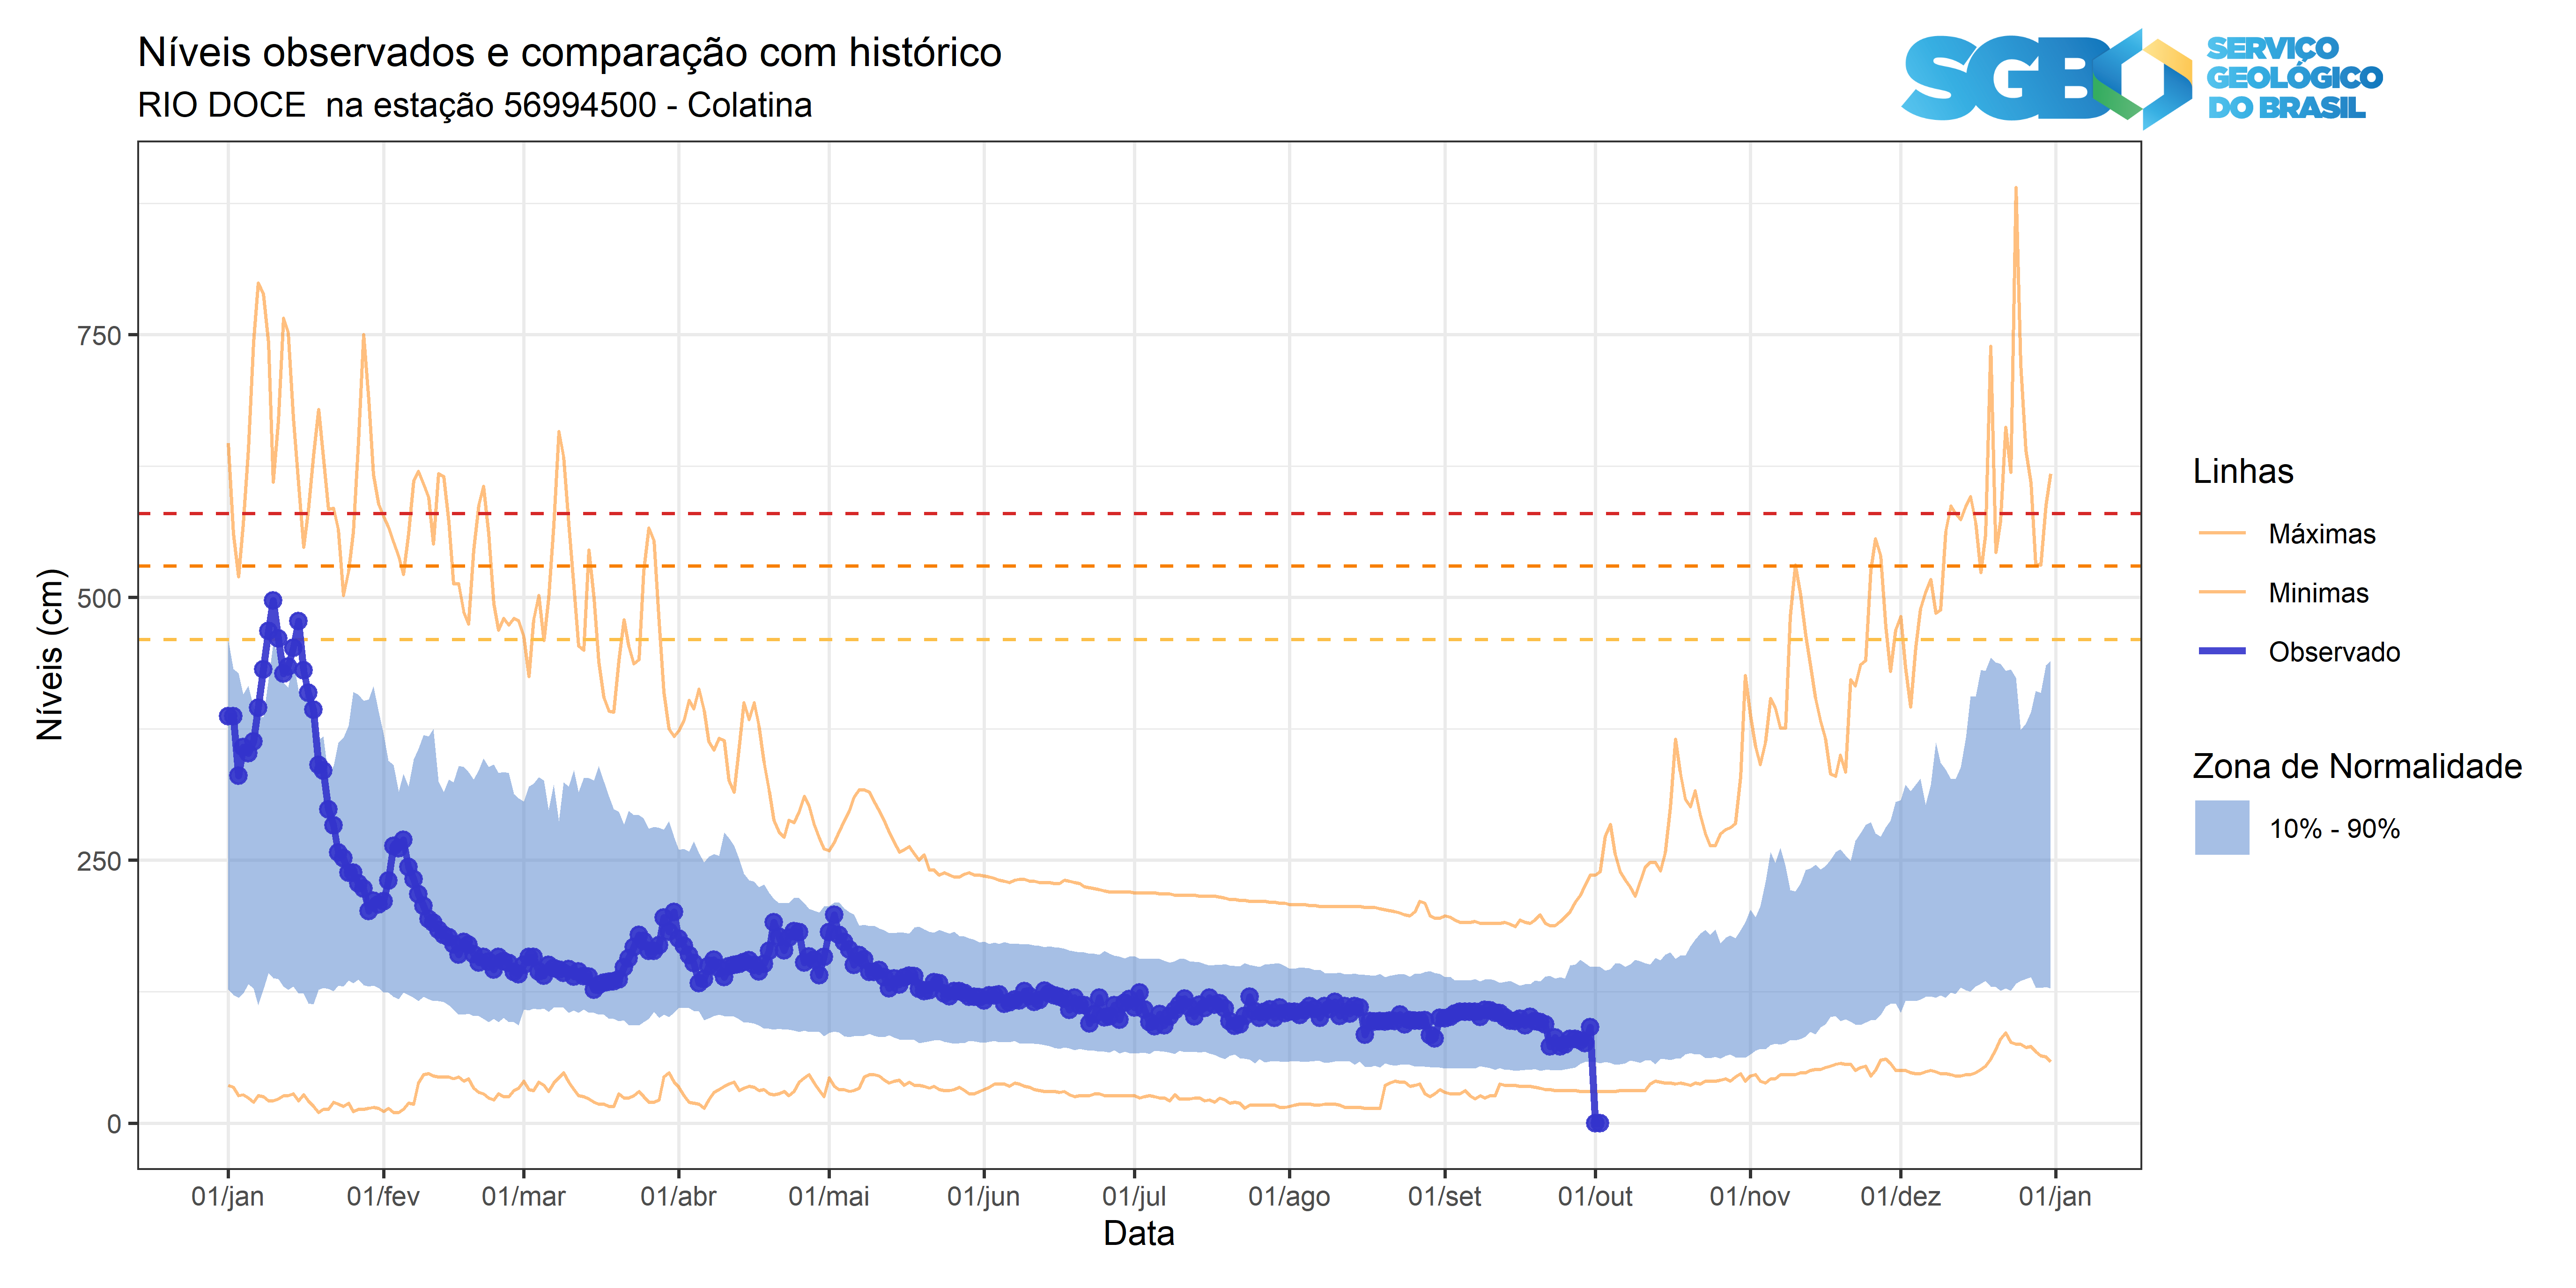 Níveis observados e comparação com histórico
RIO DOCE  na estação 56994500 - Colatina
SGB
SERVIÇO
GEOLÓGICO
DO BRASIL
Níveis (cm)
750
500
250
0
01/jan
01/fev
01/mar
01/abr
01/mai
01/jun
01/jul
01/ago
01/set
01/out
01/nov
01/dez
01/jan
Data
Linhas
Máximas
Minimas
Observado
Zona de Normalidade
10% - 90%